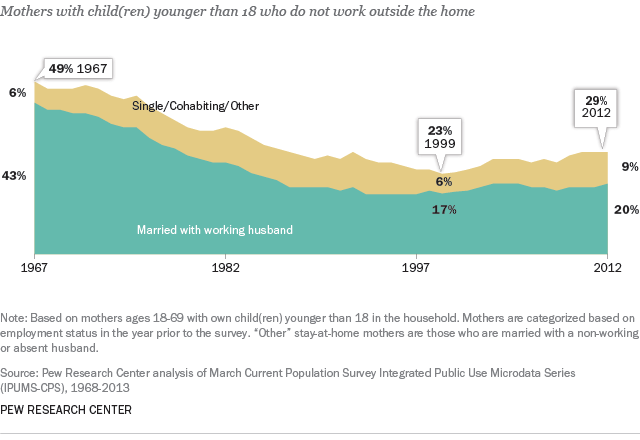 Mothers with child(ren) younger than 18 who do not work outside the home
49% 1967
6%
Single/Cohabiting/Other
29%
2012
23%
1999
43%
6%
9%
17%
20%
Married with working husband
1967
1982
1997
2012
Note: Based on mothers ages 18-69 with own child(ren) younger than 18 in the household. Mothers are categorized based on
employment status in the year prior to the survey. “Other” stay-at-home mothers are those who are married with a non-working
or absent husband.
Source: Pew Research Center analysis of March Current Population Survey Integrated Public Use Microdata Series
(IPUMS-CPS), 1968-2013
PEW RESEARCH CENTER